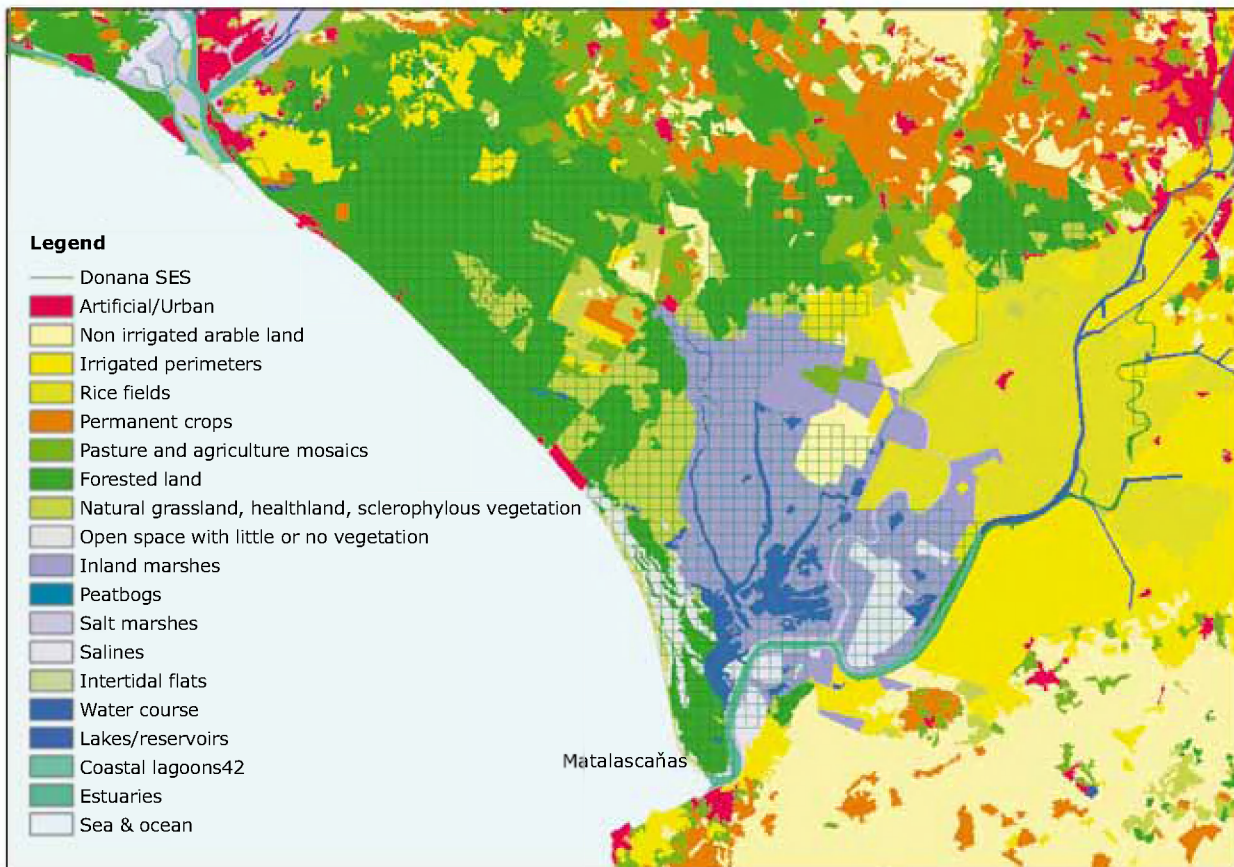 Legend
Donana SES
Artificial/Urban
Non irrigated arable land
Irrigated perimeters
Rice fields
Permanent crops
Pasture and agriculture mosaics
Forested land
Natural grassland, healthland, sclerophylous vegetation
Open space with little or no vegetation
Inland marshes
Peatbogs
Salt marshes
Salines
Intertidal flats
Water course
Lakes/reservoirs
Coastal lagoons42
Estuaries
Sea & ocean
Matalascaňas